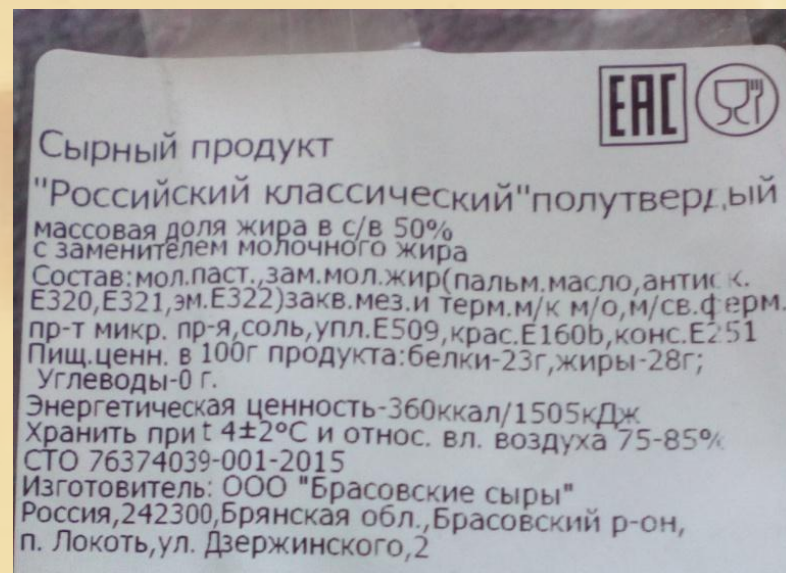 EAC
Сырный продукт
"Российский классический"полутвердый
массовая доля жира в с/в 50%
с заменителем молочного жира
Состав:мол.паст.,зам.мол.жир(пальм.масло,антиок.
Е320,Е321,эм.Е322)закв.мез.и терм.м/к м/о,м/св.ферм.
пр-т микр. пр-я,соль,упл.Е509,крас.Е160b,конс.Е251
Пищ.ценн. в 100г продукта:белки-23г,жиры-28г;
Углеводы-0 г.
Энергетическая ценность-360ккал/1505кДж
Хранить при t 4±2°С и относ. вл. воздуха 75-85%
СТО 76374039-001-2015
Изготовитель: ООО "Брасовские сыры"
Россия,242300,Брянская обл.,Брасовский р-он,
п. Локоть,ул. Дзержинского,2